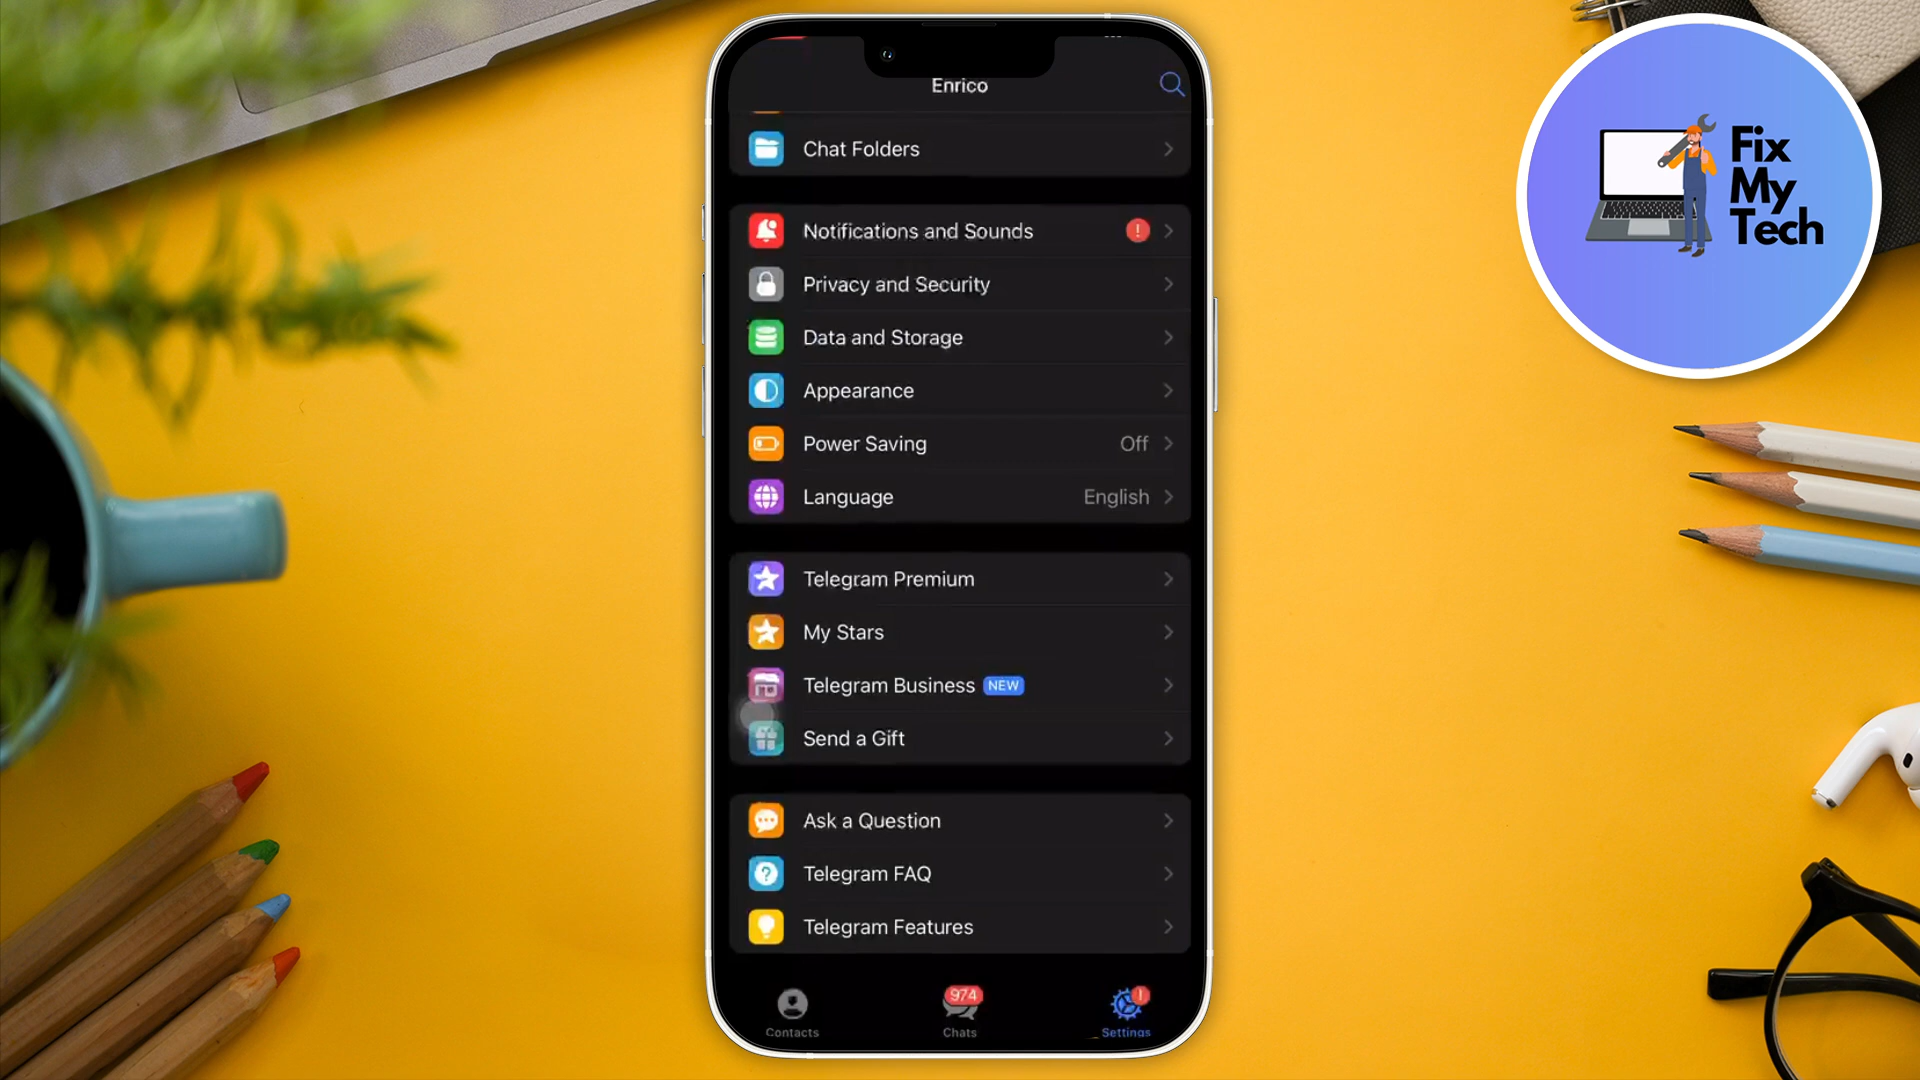 Enrico
Chat Folders
Notifications and Sounds !
Privacy and Security
Data and Storage
Appearance
Power Saving Off
Language English
Telegram Premium
My Stars
Telegram Business NEW
Send a Gift
Ask a Question
Telegram FAQ
Telegram Features
Contacts
974
Chats
!
Settings
Fix
My
Tech